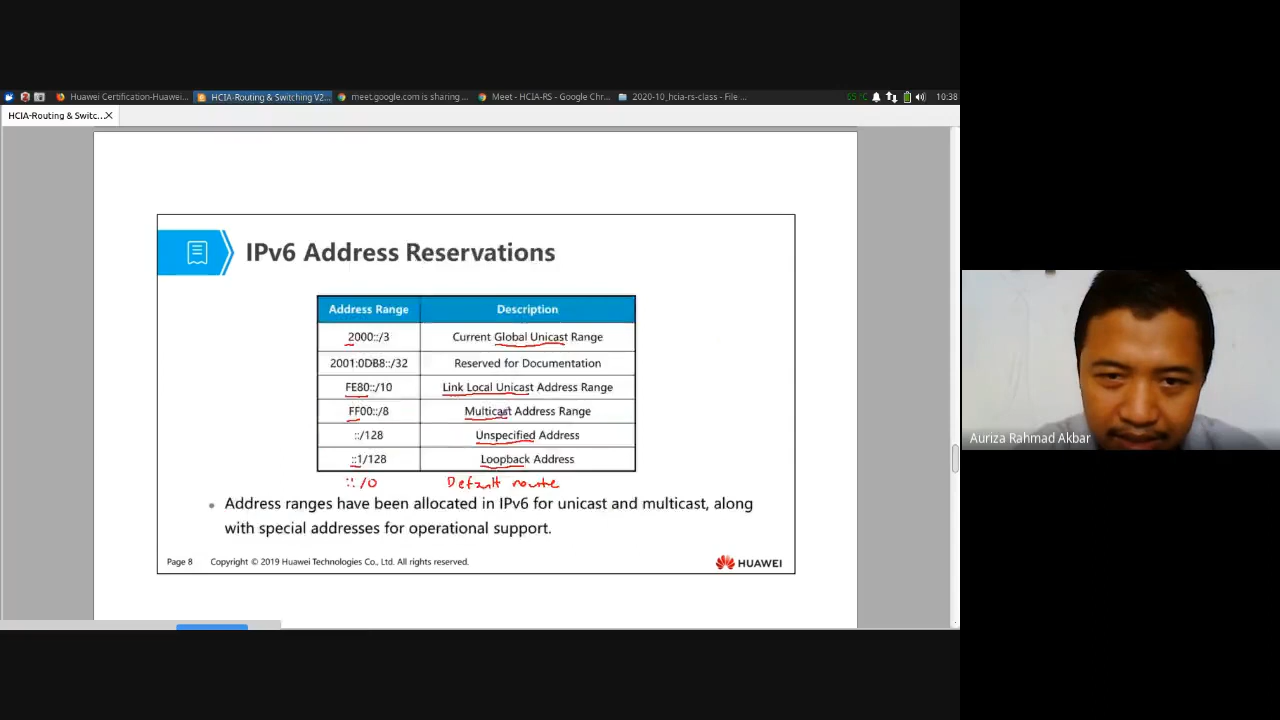 Huawei Certification-Huawei... HCIA-Routing & Switching V2... meet.google.com is sharing ... Meet - HCIA-RS - Google Chr... 2020-10_hcia-rs-class - File ... 65°C 10:38
HCIA-Routing & Switc...
IPv6 Address Reservations
Address Range Description
2000::/3 Current Global Unicast Range
2001:0DB8::/32 Reserved for Documentation
FE80::/10 Link Local Unicast Address Range
FF00::/8 Multicast Address Range
::/128 Unspecified Address
::1/128 Loopback Address
::/0 Default route
• Address ranges have been allocated in IPv6 for unicast and multicast, along
with special addresses for operational support.
Page 8 Copyright © 2019 Huawei Technologies Co., Ltd. All rights reserved.
HUAWEI
Auriza Rahmad Akbar